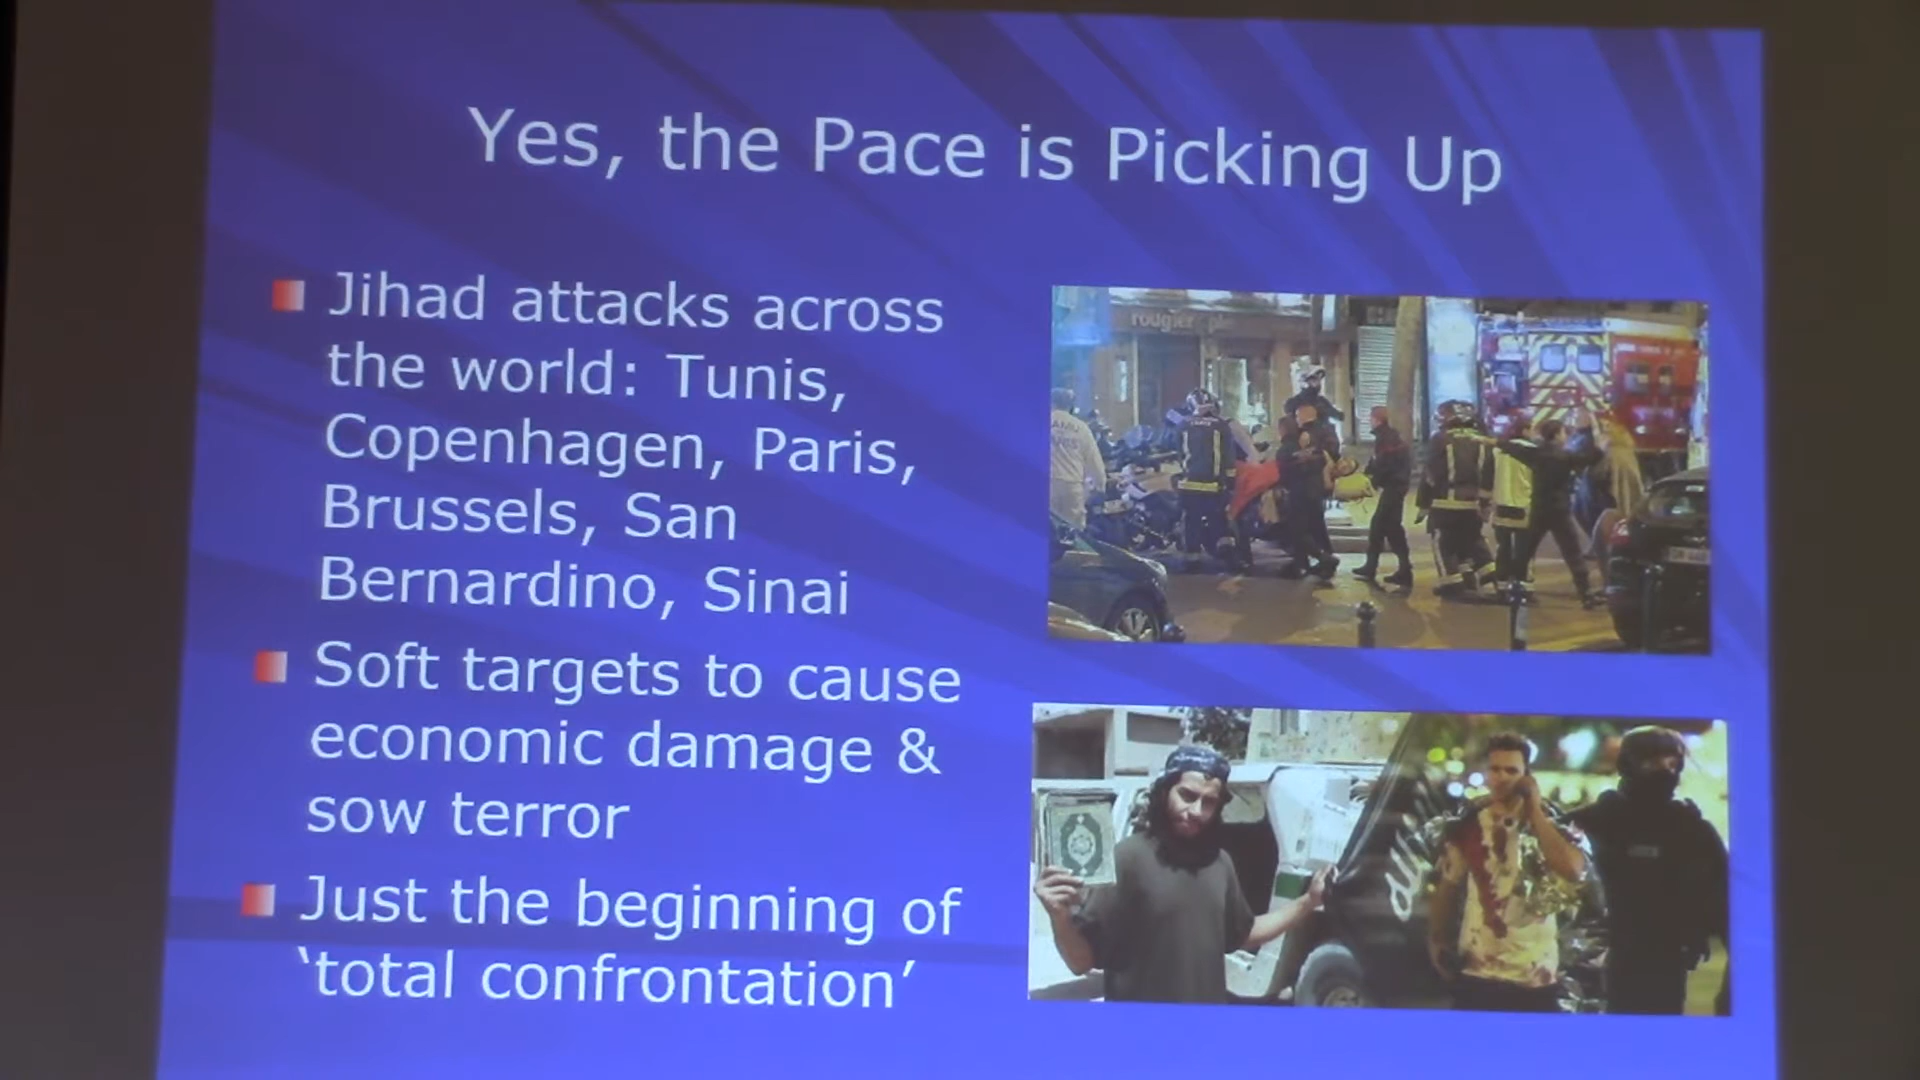 Yes, the Pace is Picking Up
Jihad attacks across
the world: Tunis,
Copenhagen, Paris,
Brussels, San
Bernardino, Sinai
Soft targets to cause
economic damage &
sow terror
Just the beginning of
‘total confrontation’
rougier